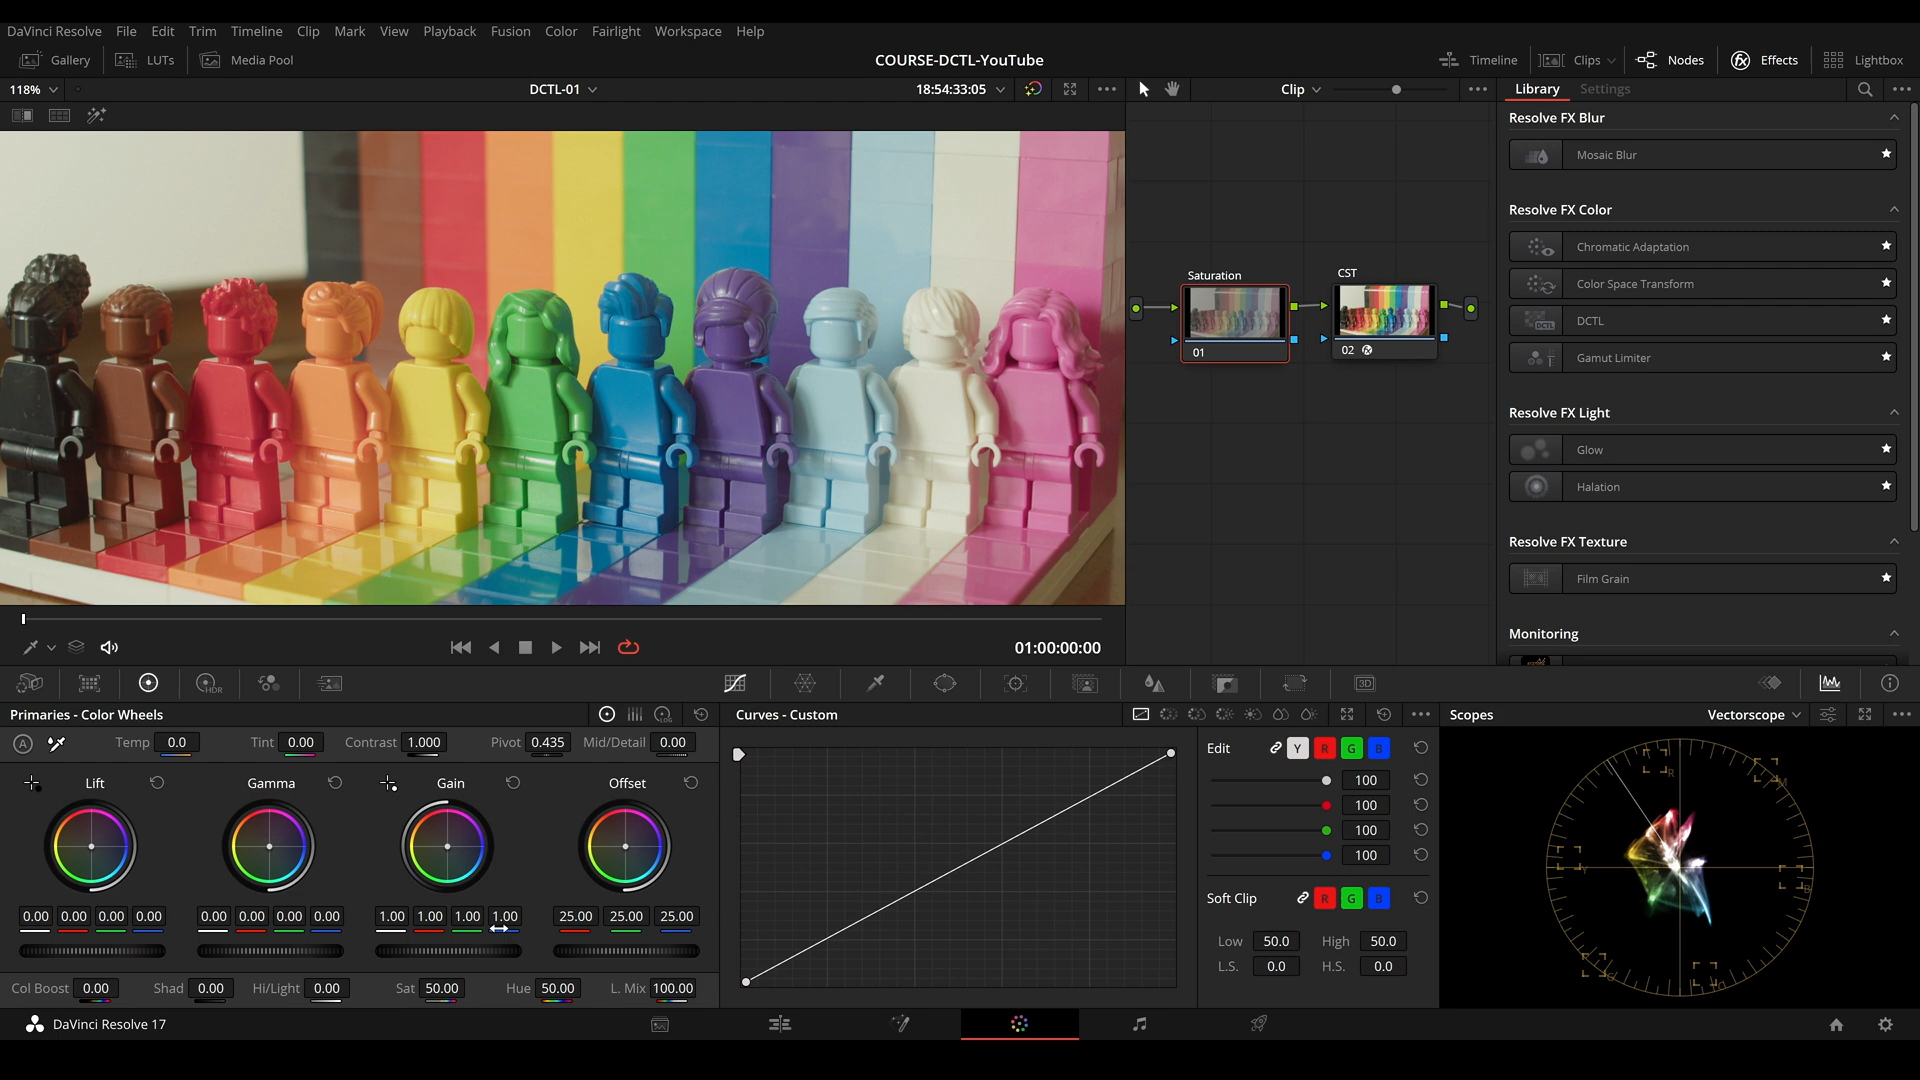 DaVinci Resolve File Edit Trim Timeline Clip Mark View Playback Fusion Color Fairlight Workspace Help
Gallery LUTs Media Pool COURSE-DCTL-YouTube Timeline Clips Nodes Effects Lightbox
118% DCTL-01 18:54:33:05 Clip Library Settings
Resolve FX Blur
Mosaic Blur
Resolve FX Color
Chromatic Adaptation
Saturation CST
Color Space Transform
DCTL DCTL
01 02
Gamut Limiter
Resolve FX Light
Glow
Halation
Resolve FX Texture
Film Grain
Monitoring
01:00:00:00
HDR 3D
Primaries - Color Wheels LOG Curves - Custom Scopes Vectorscope
A Temp 0.0 Tint 0.00 Contrast 1.000 Pivot 0.435 Mid/Detail 0.00
Edit Y R G B
Lift Gamma Gain Offset
100
100
100
100
Soft Clip R G B
0.00 0.00 0.00 0.00 0.00 0.00 0.00 0.00 1.00 1.00 1.00 1.00 25.00 25.00 25.00
Low 50.0 High 50.0
L.S. 0.0 H.S. 0.0
Col Boost 0.00 Shad 0.00 Hi/Light 0.00 Sat 50.00 Hue 50.00 L. Mix 100.00
DaVinci Resolve 17